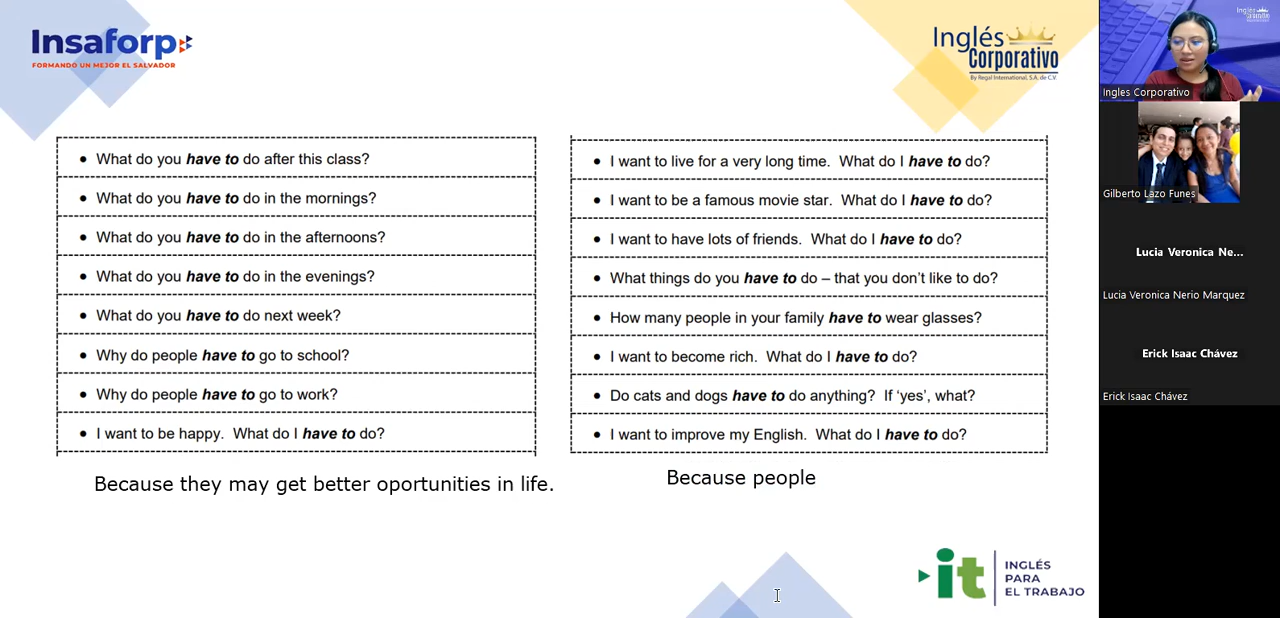 Insaforp
FORMANDO UN MEJOR EL SALVADOR
Inglés
Corporativo
By Regal International, S.A. de C.V.
• What do you have to do after this class?
• What do you have to do in the mornings?
• What do you have to do in the afternoons?
• What do you have to do in the evenings?
• What do you have to do next week?
• Why do people have to go to school?
• Why do people have to go to work?
• I want to be happy. What do I have to do?
• I want to live for a very long time. What do I have to do?
• I want to be a famous movie star. What do I have to do?
• I want to have lots of friends. What do I have to do?
• What things do you have to do – that you don't like to do?
• How many people in your family have to wear glasses?
• I want to become rich. What do I have to do?
• Do cats and dogs have to do anything? If 'yes', what?
• I want to improve my English. What do I have to do?
Because they may get better oportunities in life.
Because people
it
INGLÉS
PARA
EL TRABAJO
Ingles Corporativo
Gilberto Lazo Funes
Lucia Veronica Ne...
Lucia Veronica Nerio Marquez
Erick Isaac Chávez
Erick Isaac Chávez